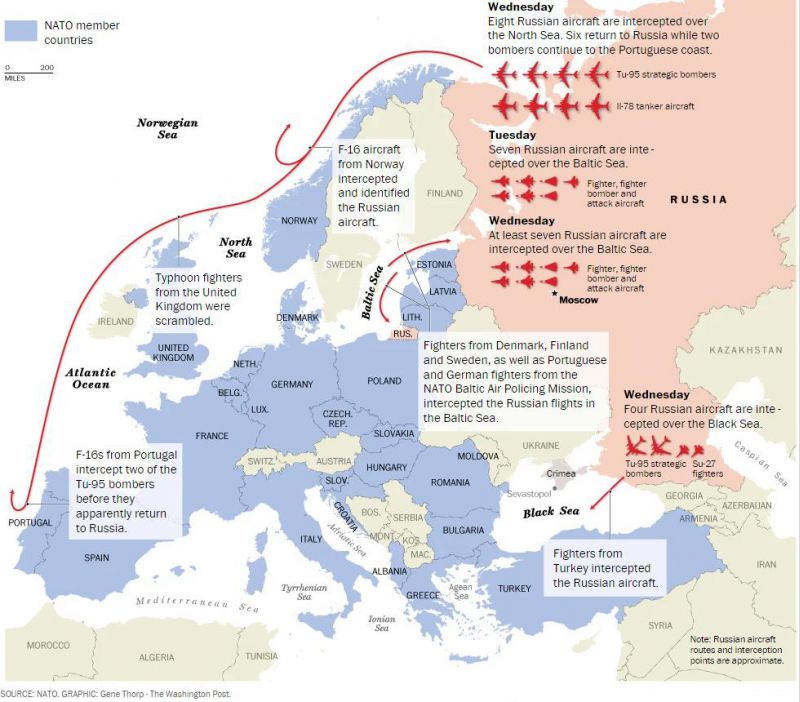 NATO member
countries
0 200
MILES
Wednesday
Eight Russian aircraft are intercepted over
the North Sea. Six return to Russia while two
bombers continue to the Portuguese coast.
Tu-95 strategic bombers
Il-78 tanker aircraft
Tuesday
Seven Russian aircraft are inte-
cepted over the Baltic Sea.
Fighter, fighter
bomber and
attack aircraft
Wednesday
At least seven Russian aircraft are
intercepted over the Baltic Sea.
Fighter, fighter
bomber and
attack aircraft
Moscow
RUSSIA
Norwegian
Sea
F-16 aircraft
from Norway
intercepted
and identified
the Russian
aircraft.
FINLAND
NORWAY
North
Sea
SWEDEN
Baltic Sea
ESTONIA
LATVIA
LITH.
RUS.
Typhoon fighters
from the United
Kingdom were
scrambled.
IRELAND
DENMARK
UNITED
KINGDOM
Atlantic
Ocean
Fighters from Denmark, Finland
and Sweden, as well as Portuguese
and German fighters from the
NATO Baltic Air Policing Mission,
intercepted the Russian flights in
the Baltic Sea.
KAZAKHSTAN
NETH.
BELG.
LUX.
GERMANY
POLAND
CZECH.
REP.
SLOVAKIA
FRANCE
SWITZ.
AUSTRIA
HUNGARY
SLOV.
MOLDOVA
UKRAINE
ROMANIA
Wednesday
Four Russian aircraft are inte-
cepted over the Black Sea.
Tu-95 strategic
bombers
Su-27
fighters
Caspian Sea
Crimea
Sevastopol
Black Sea
GEORGIA
ARMENIA
AZERBAIJAN
F-16s from Portugal
intercept two of the
Tu-95 bombers
before they
apparently return
to Russia.
PORTUGAL
SPAIN
CROATIA
BOS.
SERBIA
MONT.
KOS.
MAC.
BULGARIA
Adriatic Sea
ITALY
ALBANIA
GREECE
Agean
Sea
TURKEY
Fighters from
Turkey intercepted
the Russian aircraft.
IRAN
SYRIA
Tyrrhenian
Sea
Ionian
Sea
Mediterranean Sea
MOROCCO
ALGERIA
TUNISIA
Note: Russian aircraft
routes and interception
points are approximate.
SOURCE: NATO. GRAPHIC: Gene Thorp - The Washington Post.